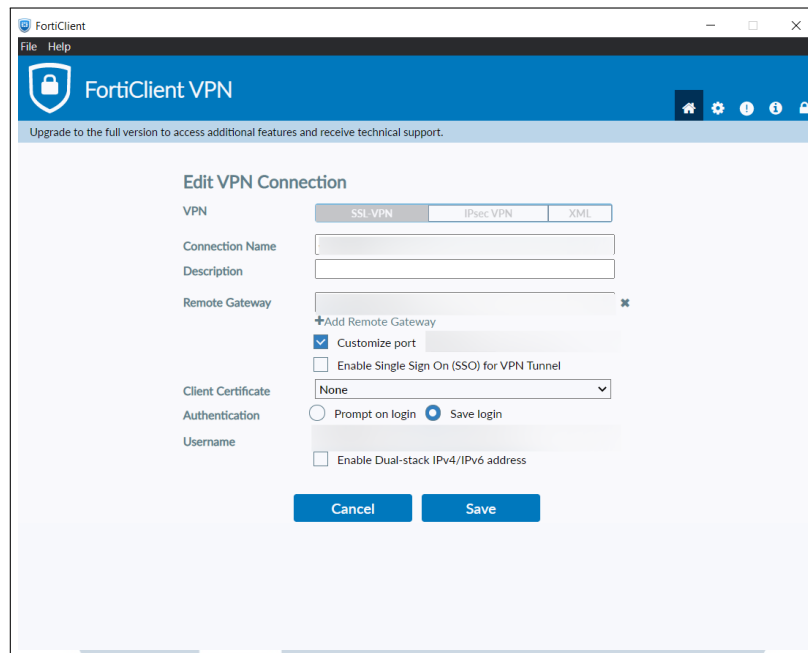 FortiClient
File Help
FortiClient VPN
Upgrade to the full version to access additional features and receive technical support.
Edit VPN Connection
VPN SSL-VPN IPsec VPN XML
Connection Name
Description
Remote Gateway
+Add Remote Gateway
Customize port
Enable Single Sign On (SSO) for VPN Tunnel
Client Certificate None
Authentication Prompt on login Save login
Username
Enable Dual-stack IPv4/IPv6 address
Cancel Save